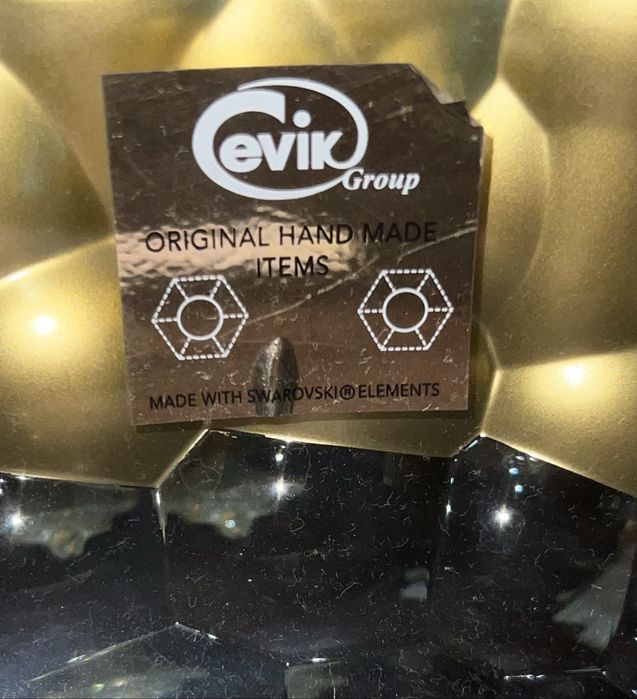 Cevik
Group
ORIGINAL HAND MADE
ITEMS
MADE WITH SWAROVSKI® ELEMENTS